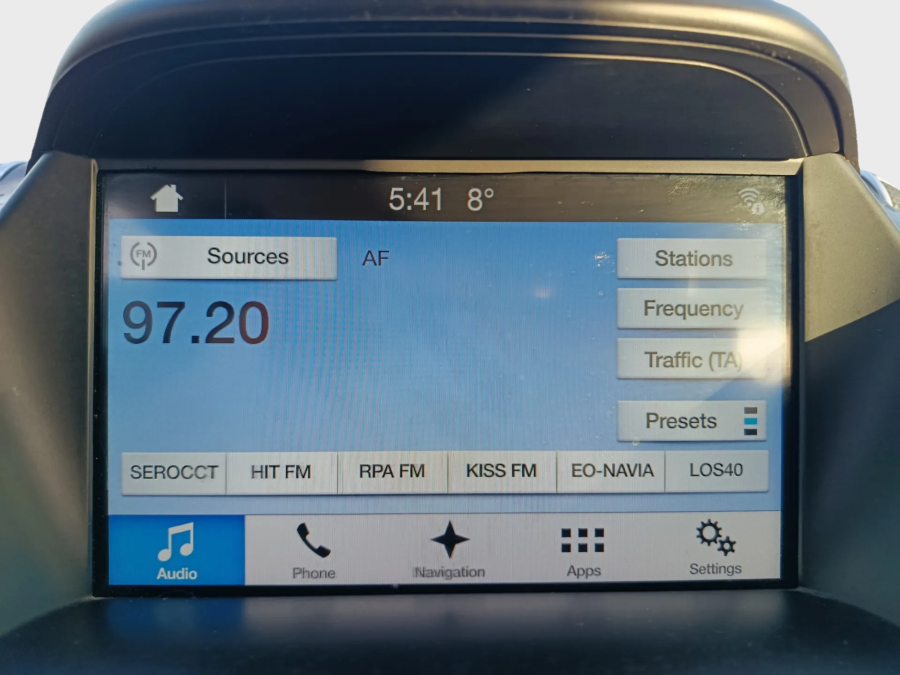 5:41 8°
FM Sources AF
Stations
97.20
Frequency
Traffic (TA)
Presets
SEROCCT HIT FM RPA FM KISS FM EO-NAVIA LOS40
Audio Phone Navigation Apps Settings